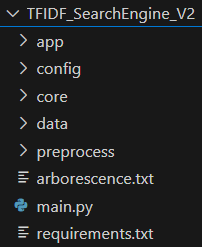 TFIDF_SearchEngine_V2
app
config
core
data
preprocess
arborescence.txt
main.py
requirements.txt